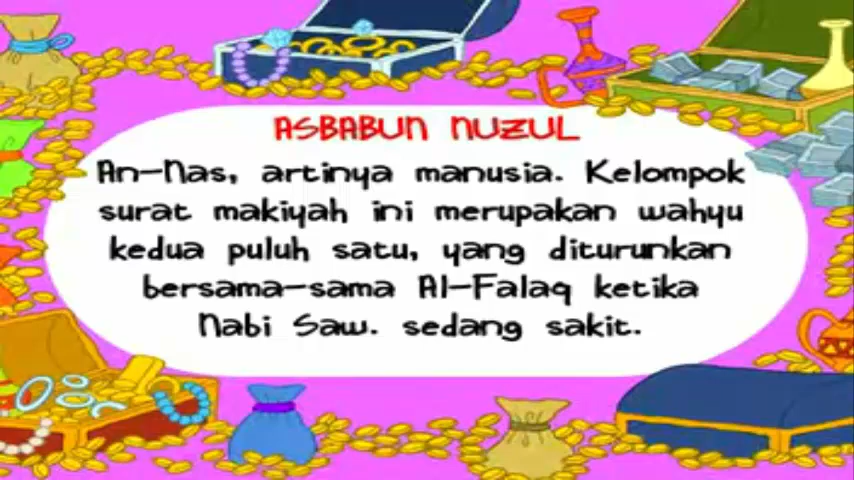 ASBABUN NUZUL
An-Nas, artinya manusia. Kelompok
surat makiyah ini merupakan wahyu
kedua puluh satu, yang diturunkan
bersama-sama Al-Falaq ketika
Nabi Saw. sedang sakit.